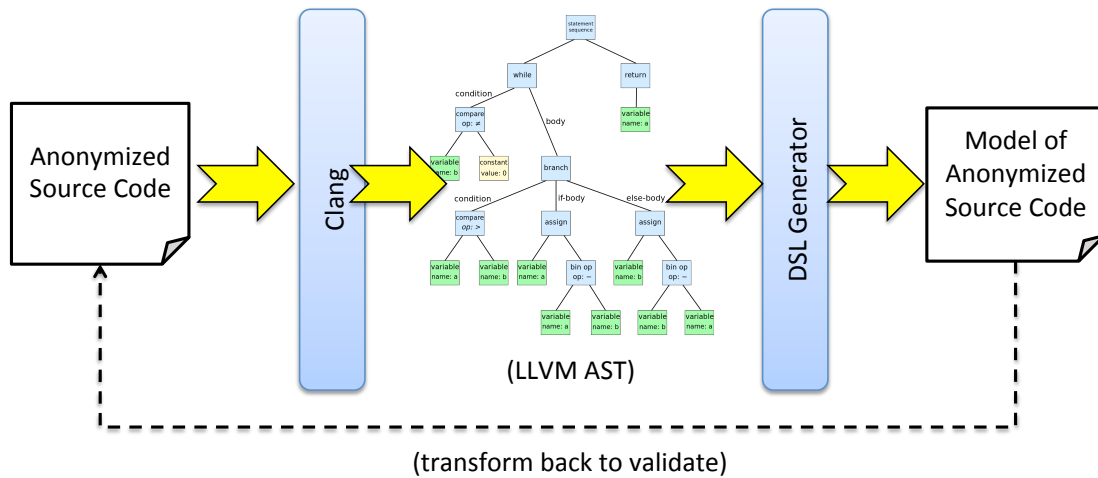 statement
sequence
while
return
condition
body
compare
op: ≠
variable
name: a
variable
name: b
constant
value: 0
branch
condition
if-body
else-body
compare
op: >
assign
assign
variable
name: a
variable
name: b
variable
name: a
bin op
op: −
variable
name: b
bin op
op: −
variable
name: a
variable
name: b
variable
name: b
variable
name: a
Anonymized
Source Code
Clang
(LLVM AST)
DSL Generator
Model of
Anonymized
Source Code
(transform back to validate)